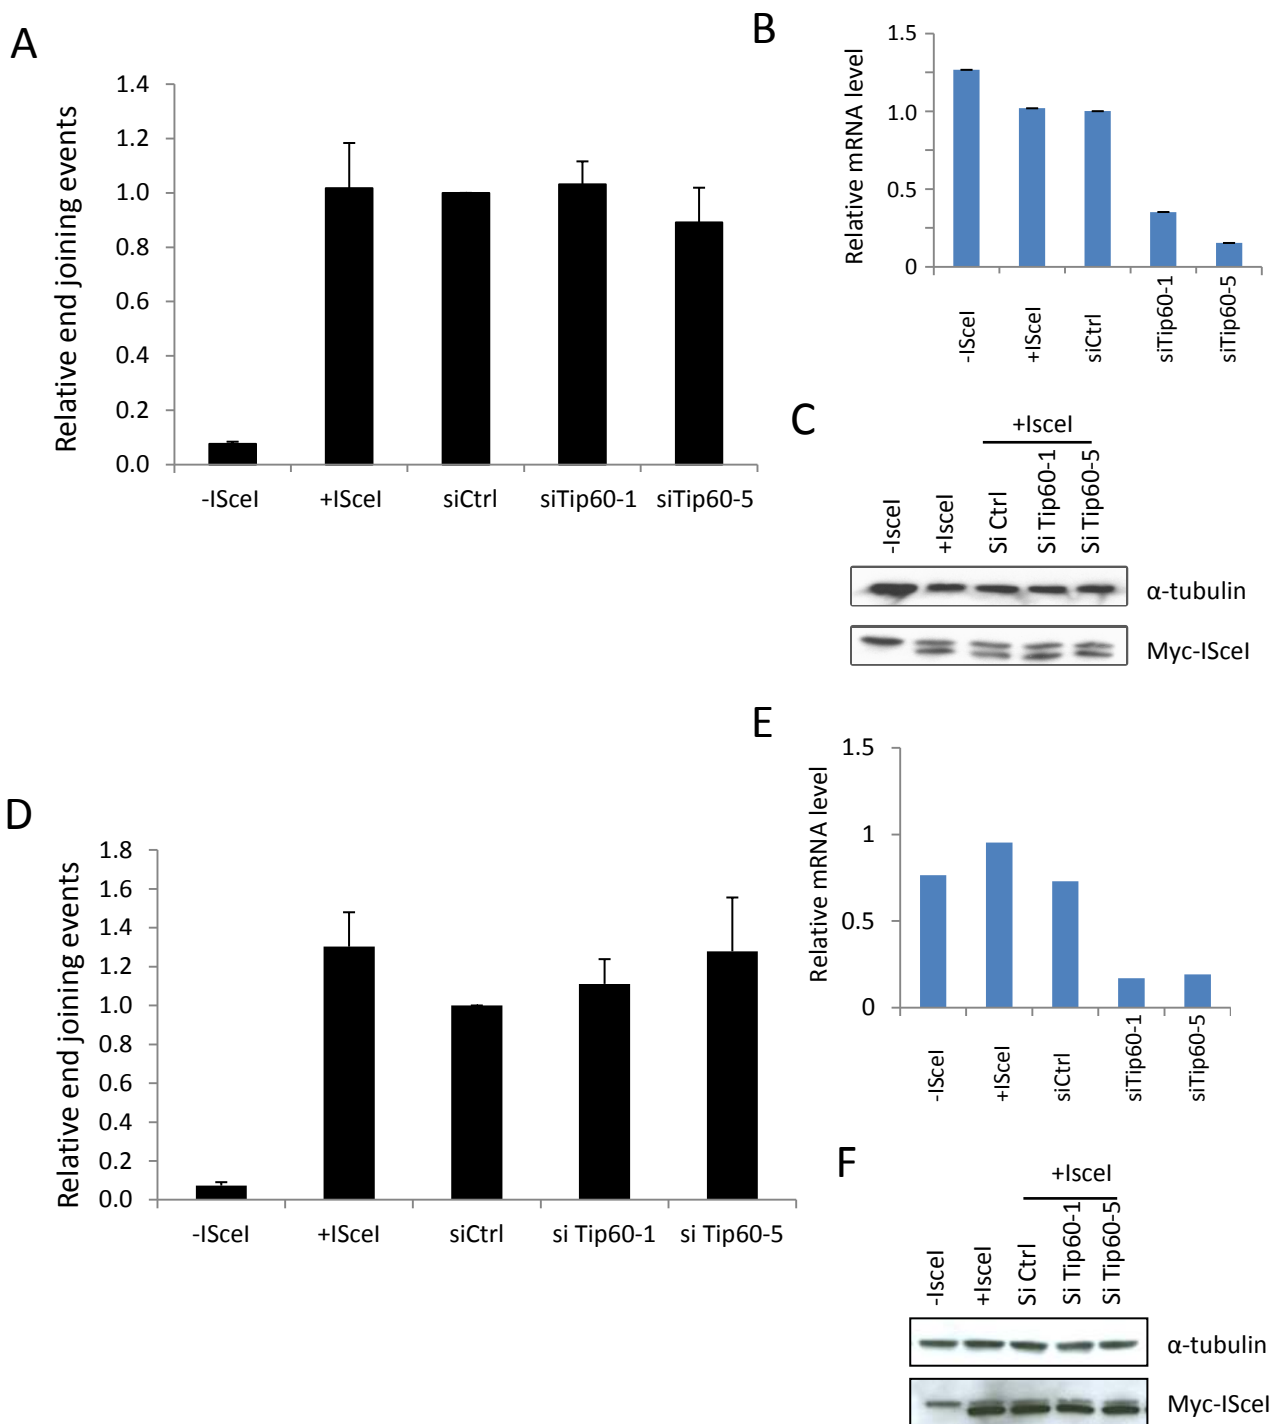 A
Relative end joining events
1.4
1.2
1.0
0.8
0.6
0.4
0.2
0.0
-ISceI
+ISceI
siCtrl
siTip60-1
siTip60-5
B
Relative mRNA level
1.5
1.0
0.5
0
-ISceI
+ISceI
siCtrl
siTip60-1
siTip60-5
C
+IsceI
-IsceI
+IsceI
Si Ctrl
Si Tip60-1
Si Tip60-5
α-tubulin
Myc-ISceI
D
Relative end joining events
1.8
1.6
1.4
1.2
1.0
0.8
0.6
0.4
0.2
0.0
-ISceI
+ISceI
siCtrl
si Tip60-1
si Tip60-5
E
Relative mRNA level
1.5
1
0.5
0
-ISceI
+ISceI
siCtrl
siTip60-1
siTip60-5
F
+IsceI
-IsceI
+IsceI
Si Ctrl
Si Tip60-1
Si Tip60-5
α-tubulin
Myc-ISceI